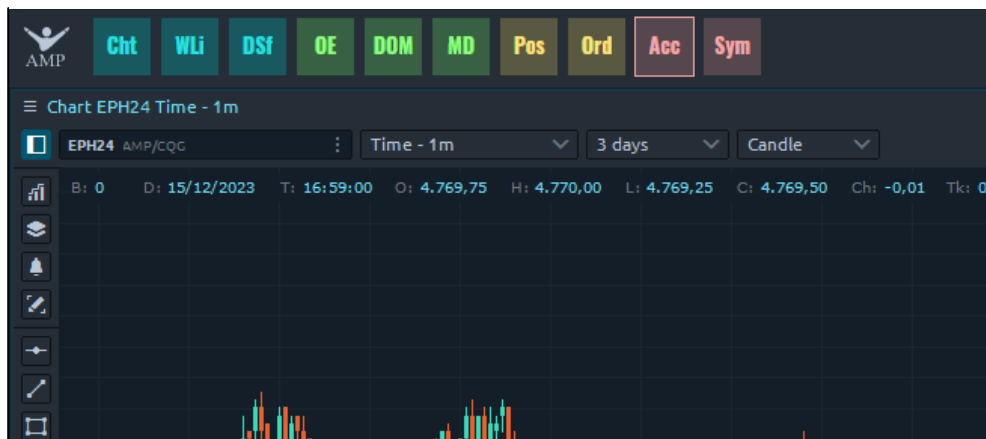 AMP
Cht WLi DSf OE DOM MD Pos Ord Acc Sym
Chart EPH24 Time - 1m
EPH24 AMP/CQG Time - 1m 3 days Candle
B: 0 D: 15/12/2023 T: 16:59:00 O: 4.769,75 H: 4.770,00 L: 4.769,25 C: 4.769,50 Ch: -0,01 Tk: 0